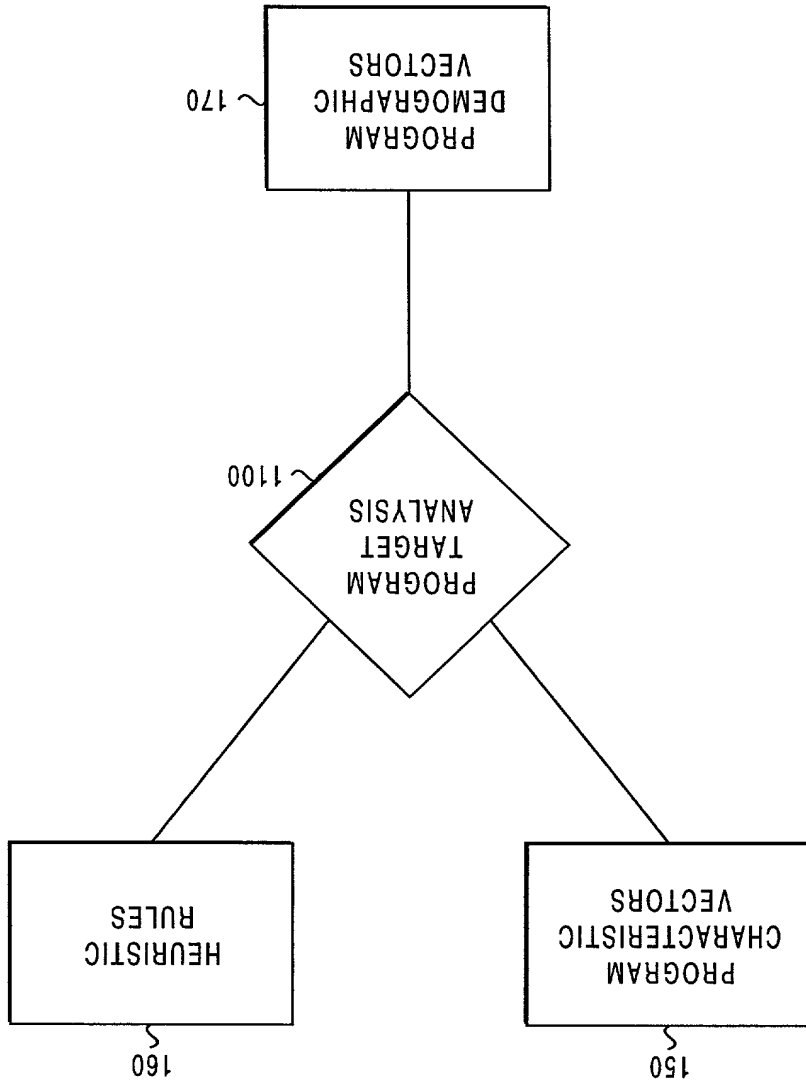 150
PROGRAM
CHARACTERISTIC
VECTORS
160
HEURISTIC
RULES
PROGRAM
TARGET
ANALYSIS
1100
PROGRAM
DEMOGRAPHIC
VECTORS
170